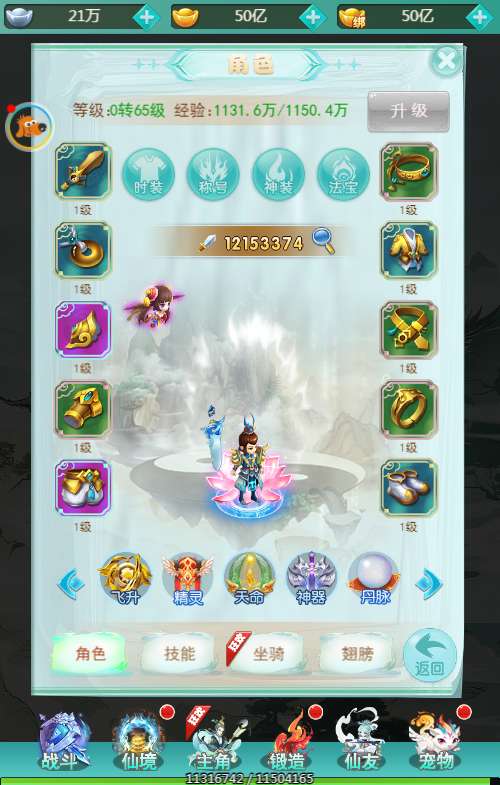 21万
50亿
绑 50亿
角色
等级:0转65级 经验:1131.6万/1150.4万
升级
时装 称号 神装 法宝
1级 1级
12153374
1级 1级
1级 1级
1级 1级
1级 1级
飞升 精灵 天命 神器 丹脉
角色 技能 坐骑 翅膀 返回
战斗 仙境 主角 锻造 仙友 宠物
11316742 / 11504165